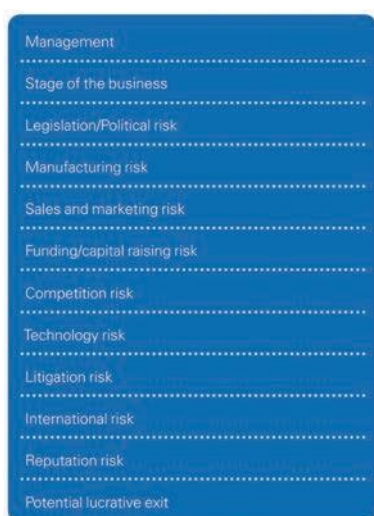 Management
Stage of the business
Legislation/Political risk
Manufacturing risk
Sales and marketing risk
Funding/capital raising risk
Competition risk
Technology risk
Litigation risk
International risk
Reputation risk
Potential lucrative exit